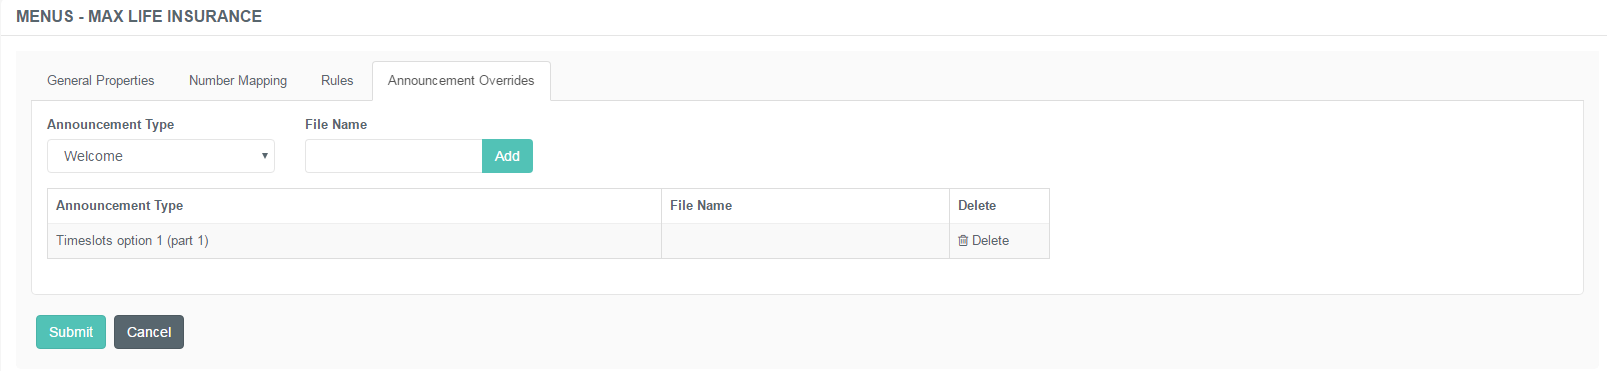 MENUS - MAX LIFE INSURANCE
General Properties Number Mapping Rules Announcement Overrides
Announcement Type File Name
Welcome Add
Announcement Type File Name Delete
Timeslots option 1 (part 1) Delete
Submit Cancel